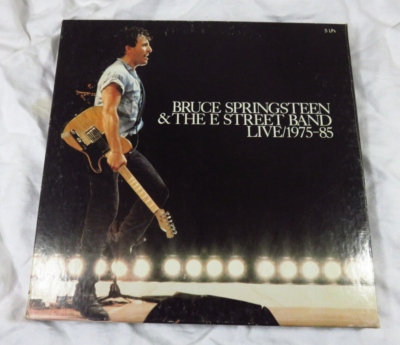 5 LPs
BRUCE SPRINGSTEEN
& THE E STREET BAND
LIVE/1975-85